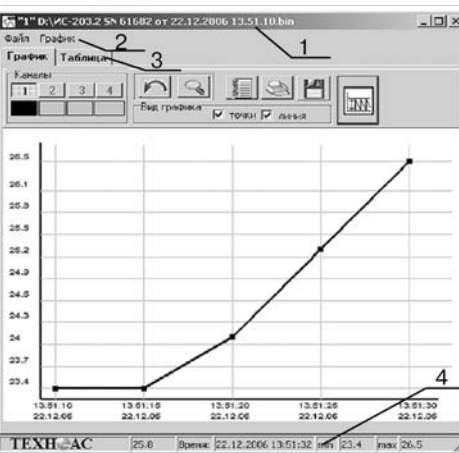 "1" D:\ИС-203.2 SN 61682 от 22.12.2006 13.51.10.bin
1
Файл График
2
График Таблица
3
Каналы
1 2 3 4
Вид графика
точки линия
26.5
26.1
25.8
25.5
25.2
24.9
24.6
24.3
24
23.7
23.4
4
13:51:10 13:51:15 13:51:20 13:51:25 13:51:30
22.12.06 22.12.06 22.12.06 22.12.06 22.12.06
ТЕХНОАС 25.8 Время: 22.12.2006 13:51:32 min 23.4 max 26.5